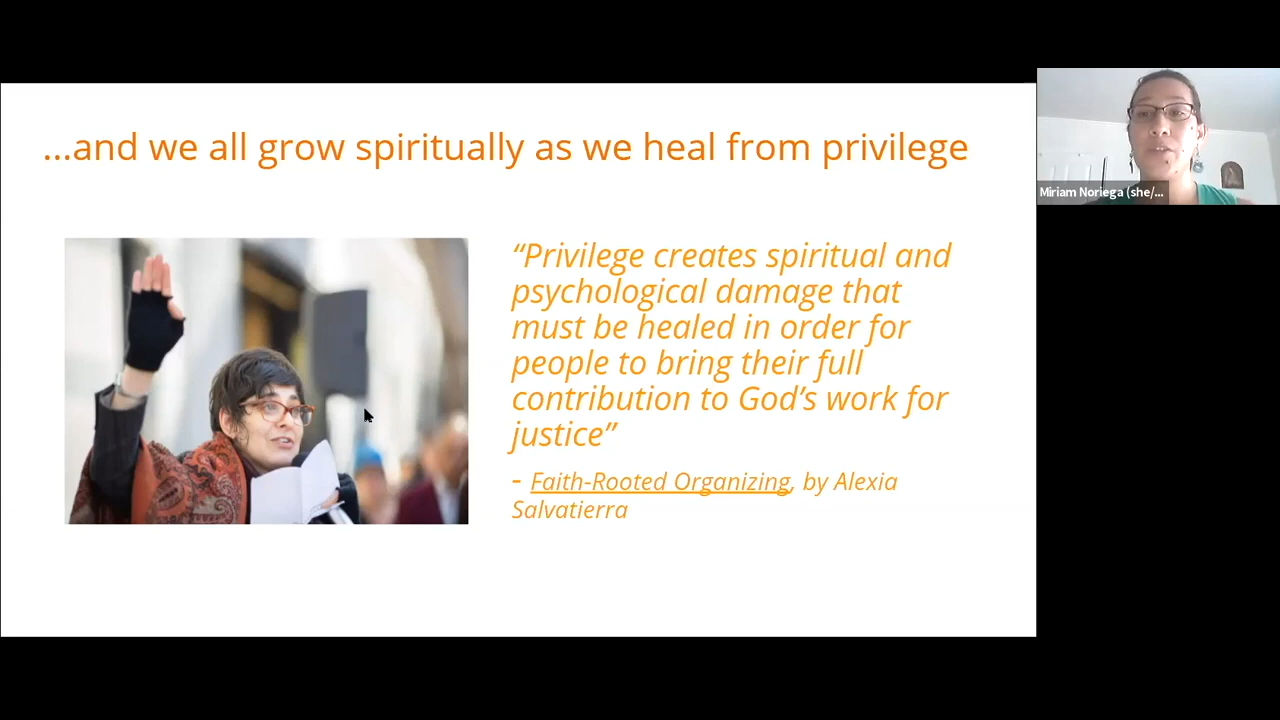 ...and we all grow spiritually as we heal from privilege
“Privilege creates spiritual and
psychological damage that
must be healed in order for
people to bring their full
contribution to God’s work for
justice”
- Faith-Rooted Organizing, by Alexia
Salvatierra
Miriam Noriega (she/...